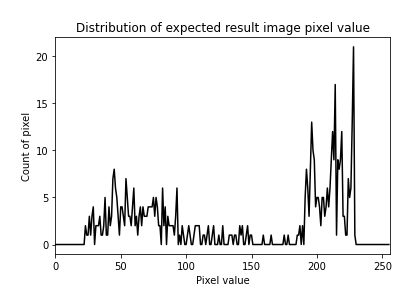 Distribution of expected result image pixel value
Count of pixel
20
15
10
5
0
0 50 100 150 200 250
Pixel value